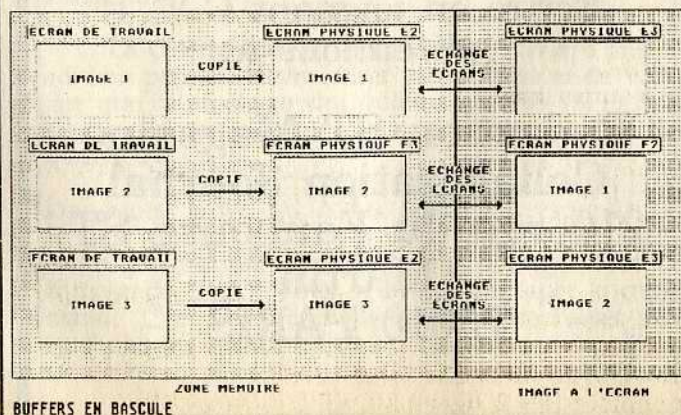 ECRAN DE TRAVAIL
ECRAN PHYSIQUE E2
ECRAN PHYSIQUE E3
IMAGE 1
COPIE
IMAGE 1
ECHANGE
DES
ECRANS
ECRAN DE TRAVAIL
ECRAN PHYSIQUE E3
ECRAN PHYSIQUE E2
IMAGE 2
COPIE
IMAGE 2
ECHANGE
DES
ECRANS
IMAGE 1
ECRAN DE TRAVAIL
ECRAN PHYSIQUE E2
ECRAN PHYSIQUE E3
IMAGE 3
COPIE
IMAGE 3
ECHANGE
DES
ECRANS
IMAGE 2
ZONE MEMOIRE
IMAGE A L'ECRAN
BUFFERS EN BASCULE